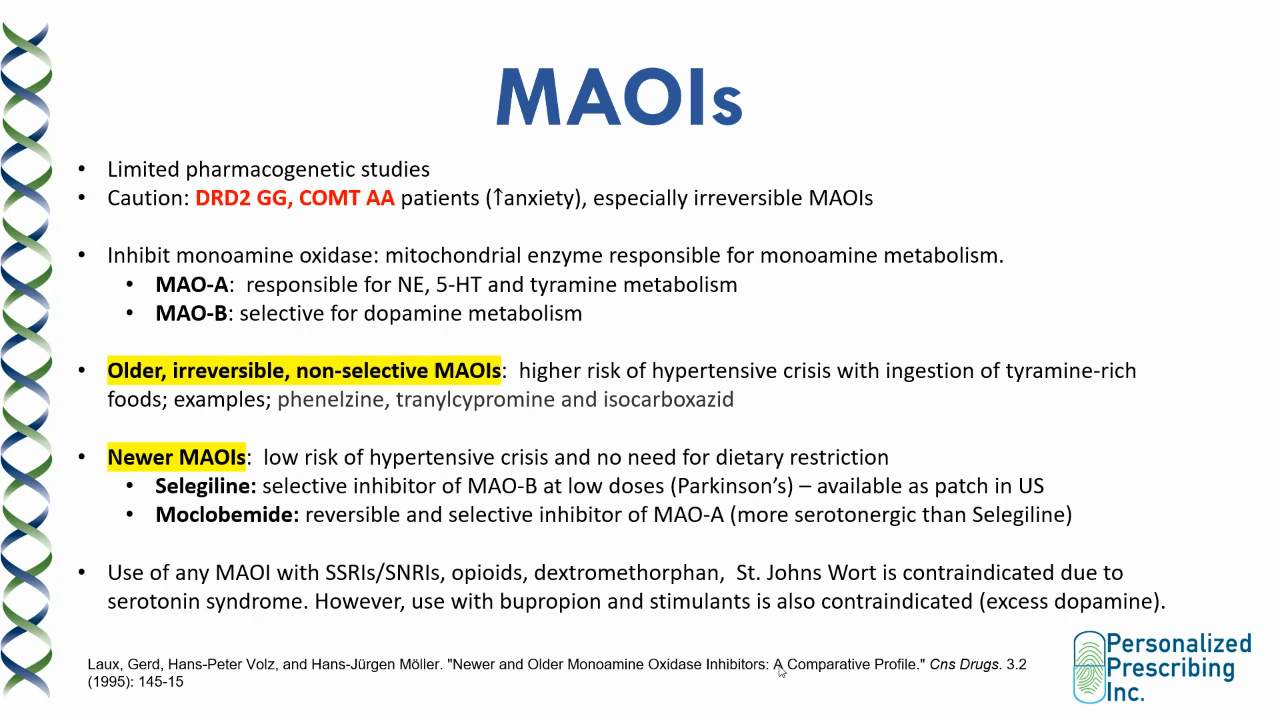 MAOIs
• Limited pharmacogenetic studies
• Caution: DRD2 GG, COMT AA patients (↑anxiety), especially irreversible MAOIs
• Inhibit monoamine oxidase: mitochondrial enzyme responsible for monoamine metabolism.
• MAO-A:  responsible for NE, 5-HT and tyramine metabolism
• MAO-B: selective for dopamine metabolism
• Older, irreversible, non-selective MAOIs:  higher risk of hypertensive crisis with ingestion of tyramine-rich
foods; examples; phenelzine, tranylcypromine and isocarboxazid
• Newer MAOIs:  low risk of hypertensive crisis and no need for dietary restriction
• Selegiline: selective inhibitor of MAO-B at low doses (Parkinson’s) – available as patch in US
• Moclobemide: reversible and selective inhibitor of MAO-A (more serotonergic than Selegiline)
• Use of any MAOI with SSRIs/SNRIs, opioids, dextromethorphan,  St. Johns Wort is contraindicated due to
serotonin syndrome. However, use with bupropion and stimulants is also contraindicated (excess dopamine).
Laux, Gerd, Hans-Peter Volz, and Hans-Jürgen Möller. "Newer and Older Monoamine Oxidase Inhibitors: A Comparative Profile." Cns Drugs. 3.2
(1995): 145-15
Personalized
Prescribing
Inc.